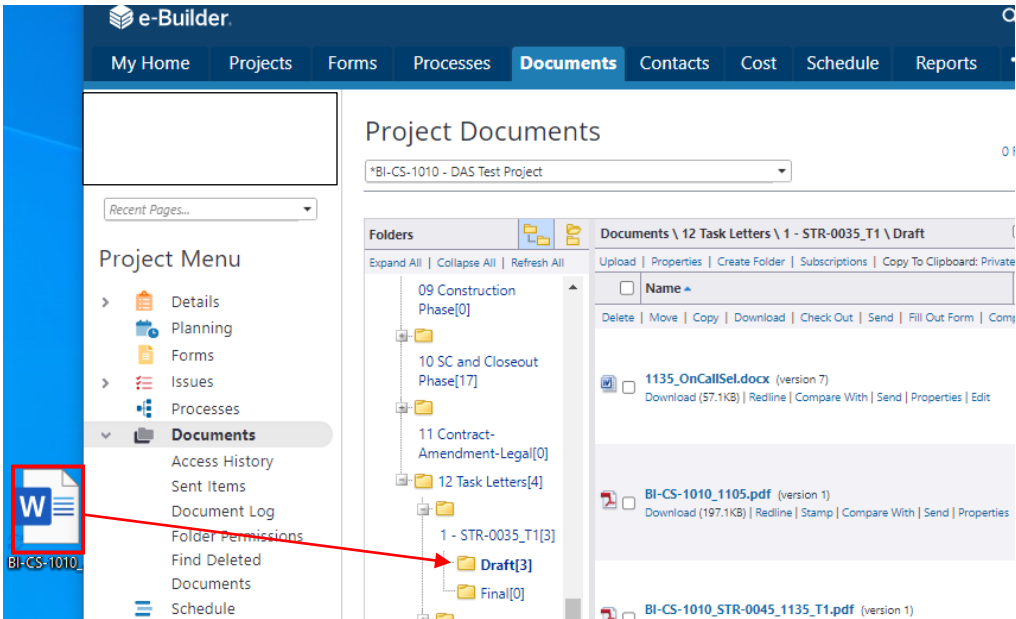 e-Builder.
My Home Projects Forms Processes Documents Contacts Cost Schedule Reports
Project Documents
*BI-CS-1010 - DAS Test Project
Recent Pages...
Project Menu
Details
Planning
Forms
Issues
Processes
Documents
Access History
Sent Items
Document Log
Folder Permissions
Find Deleted
Documents
Schedule
W
BI-CS-1010_
Folders
Expand All | Collapse All | Refresh All
09 Construction
Phase[0]
10 SC and Closeout
Phase[17]
11 Contract-
Amendment-Legal[0]
12 Task Letters[4]
1 - STR-0035_T1[3]
Draft[3]
Final[0]
0 F
Documents \ 12 Task Letters \ 1 - STR-0035_T1 \ Draft
Upload | Properties | Create Folder | Subscriptions | Copy To Clipboard: Private
Name
Delete | Move | Copy | Download | Check Out | Send | Fill Out Form | Comp
1135_OnCallSel.docx (version 7)
Download (57.1KB) | Redline | Compare With | Send | Properties | Edit
BI-CS-1010_1105.pdf (version 1)
Download (197.1KB) | Redline | Stamp | Compare With | Send | Properties
BI-CS-1010_STR-0045_1135_T1.pdf (version 1)